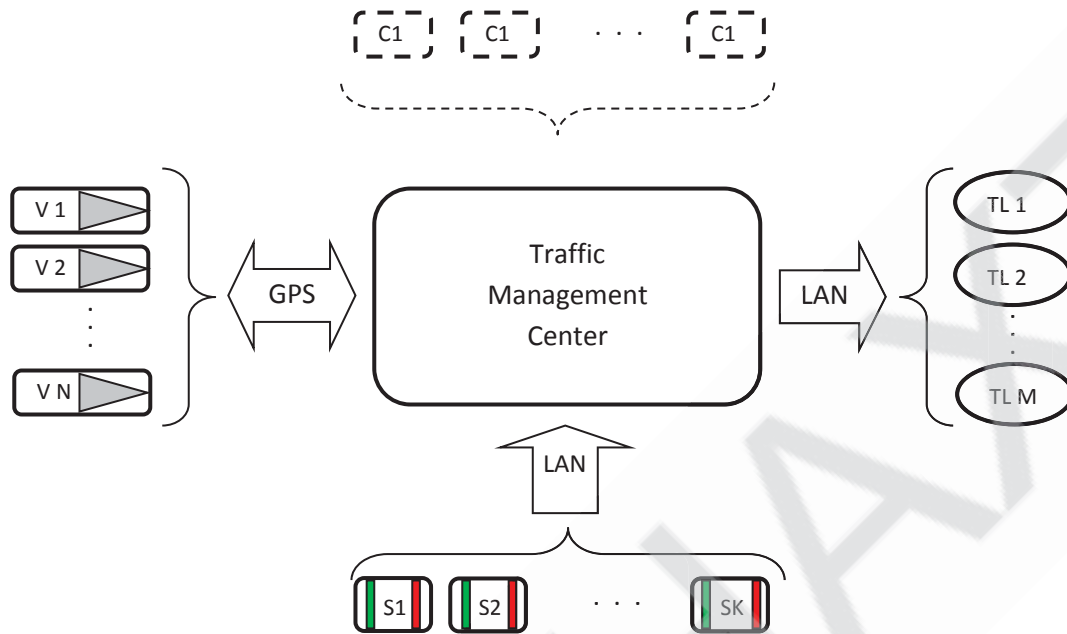 C1 C1 . . . C1
V 1
V 2
.
.
.
V N
GPS
Traffic
Management
Center
LAN
TL 1
TL 2
.
.
.
.
TL M
LAN
S1 S2 . . . SK